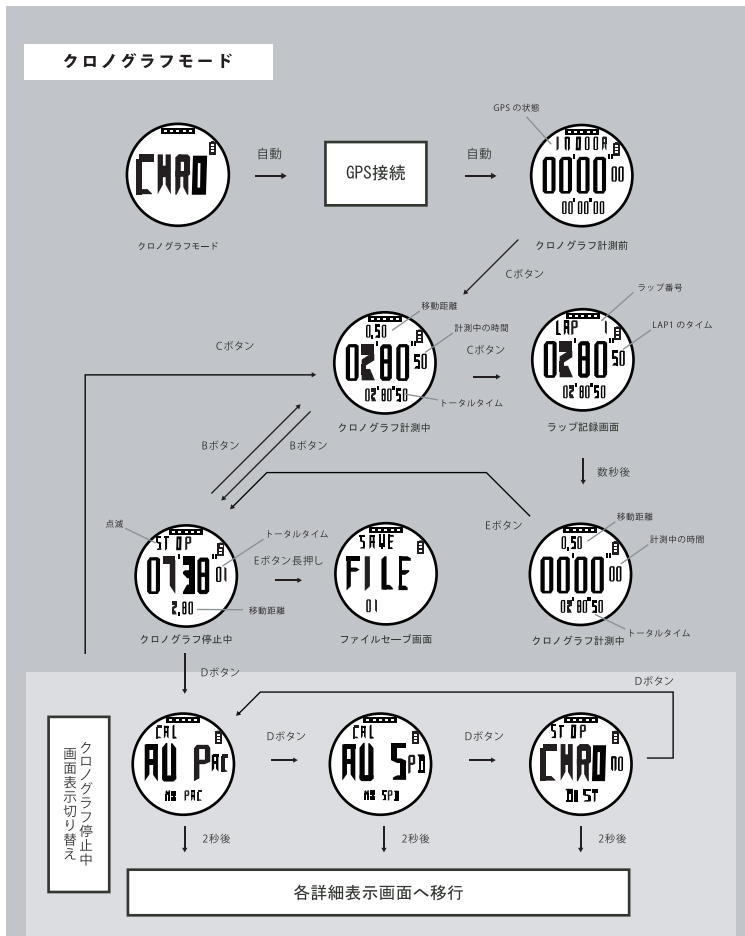 クロノグラフモード
GPS の状態
CHRO
自動
GPS接続
自動
INDOOR
0000'00
00'00'00
クロノグラフモード
クロノグラフ計測前
Cボタン
移動距離
ラップ番号
0.50
計測中の時間
LAP 1
LAP1 のタイム
Cボタン
02'80"50
Cボタン
02'80"50
02'80"50
トータルタイム
02'80"50
クロノグラフ計測中
ラップ記録画面
Bボタン
Bボタン
数秒後
点滅
STOP
トータルタイム
SAVE
Eボタン
移動距離
0.50
計測中の時間
Eボタン長押し
FILE
01
0000"00
02'80"50
2.80
移動距離
トータルタイム
クロノグラフ停止中
ファイルセーブ画面
クロノグラフ計測中
Dボタン
Dボタン
クロノグラフ停止中
画面表示切り替え
CAL
AU PAC
PAC
Dボタン
CAL
AU SPD
SPD
Dボタン
STOP
CHRO NO
DIST
2秒後
2秒後
2秒後
各詳細表示画面へ移行